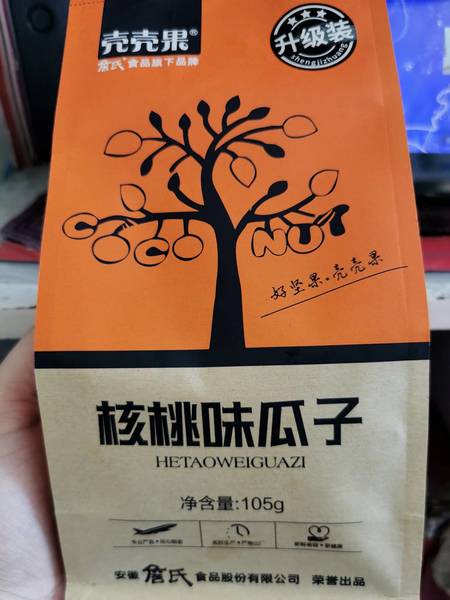 壳壳果®
詹氏 食品旗下品牌
升级装
shengjizhuang
COCO NUT
好坚果·壳壳果
核桃味瓜子
HETAOWEIGUAZI
净含量:105g
安徽 詹氏 食品股份有限公司 荣誉出品